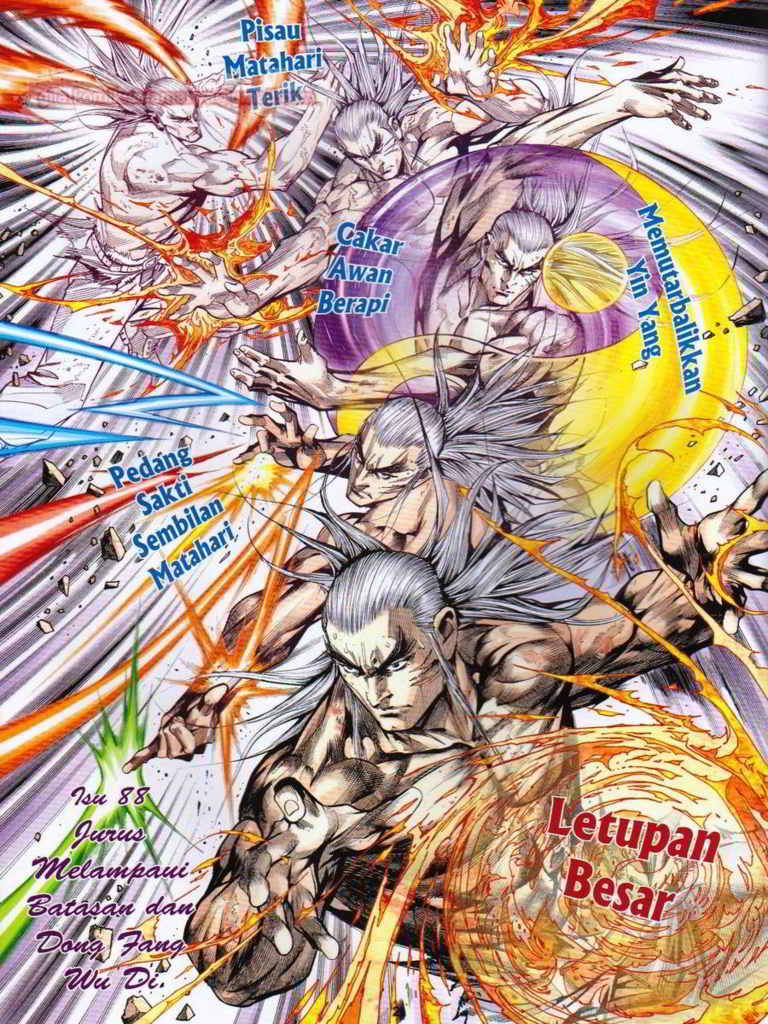 Pisau
Matahari
Terik
Cakar
Awan
Berapi
Memutarbalikkan
Yin Yang
Pedang
Sakti
Sembilan
Matahari
Letupan
Besar
Isu 88
Jurus
Melampaui
Batasan dan
Dong Fang
Wu Di.